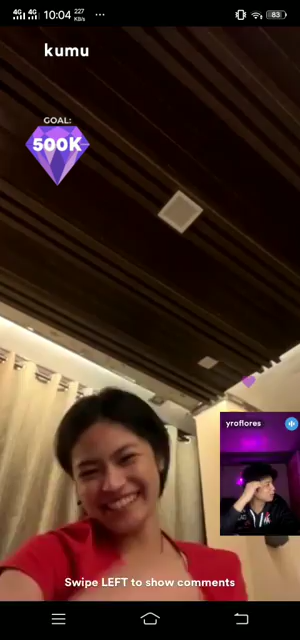 4G 4G 10:04 227 KB/s ... 83
kumu
GOAL:
500K
yroflores
Swipe LEFT to show comments